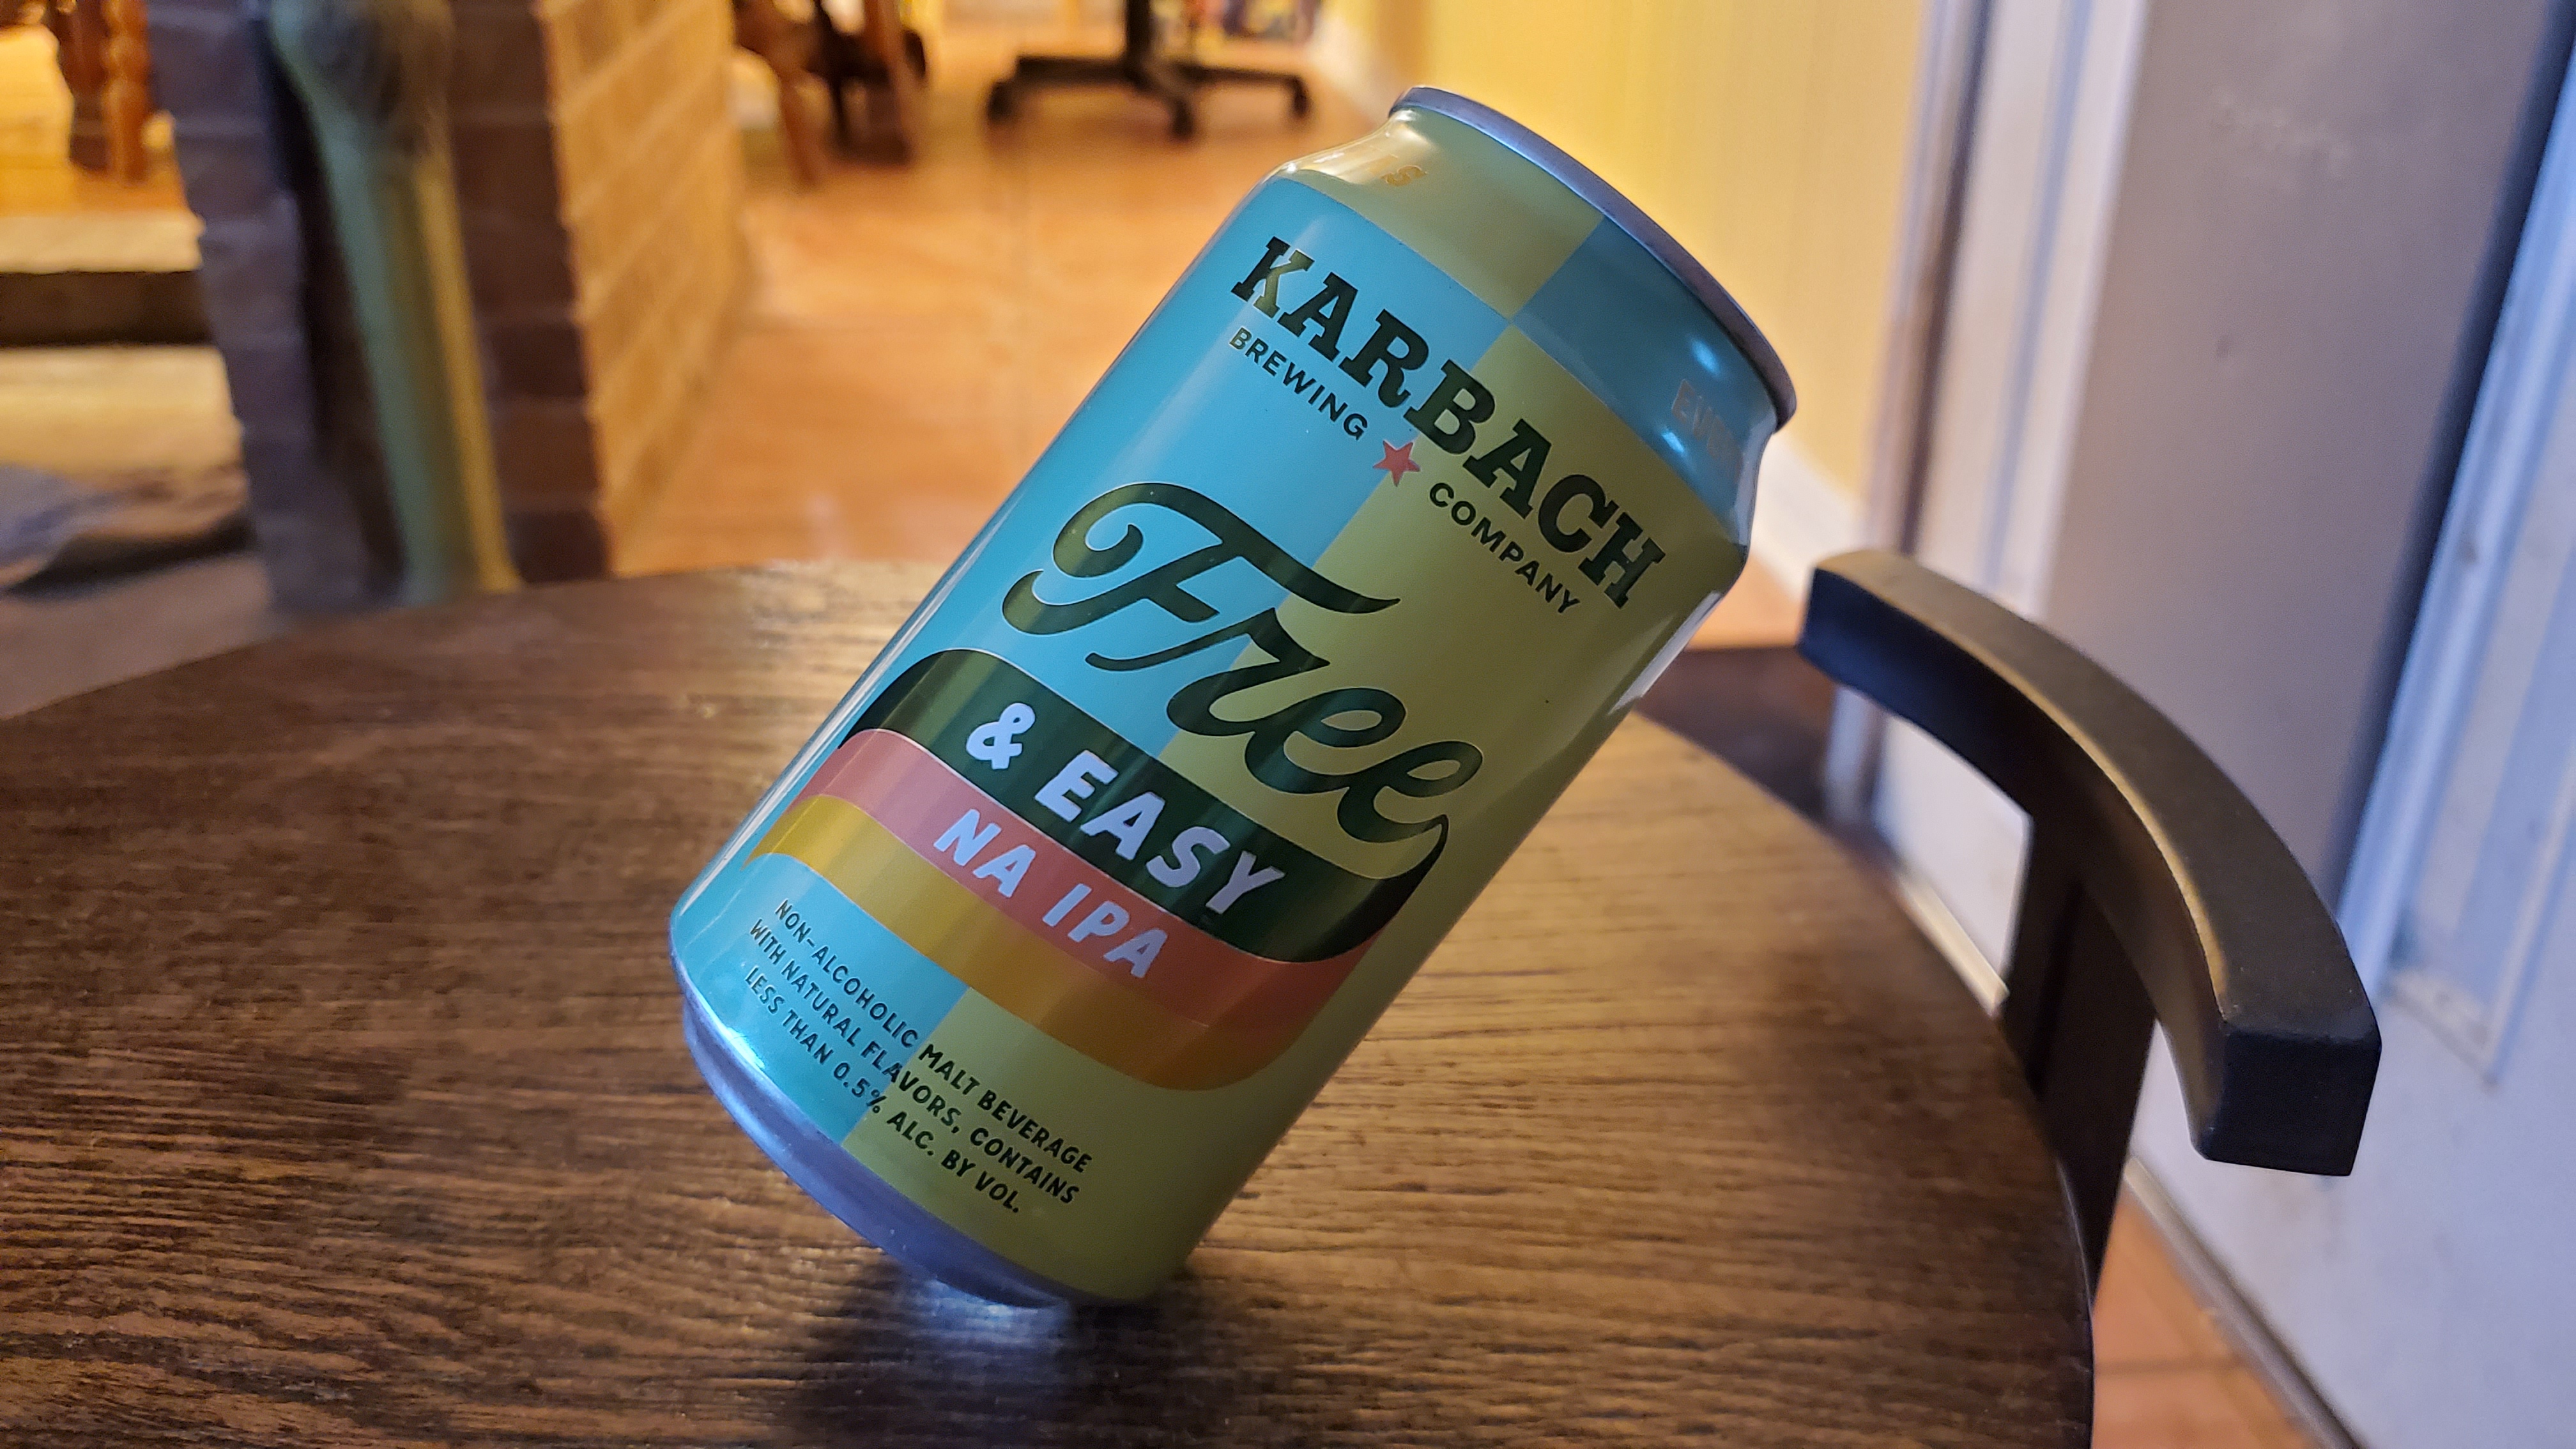 KARBACH
BREWING COMPANY
Free
& EASY
NA IPA
NON-ALCOHOLIC MALT BEVERAGE
WITH NATURAL FLAVORS, CONTAINS
LESS THAN 0.5% ALC. BY VOL.